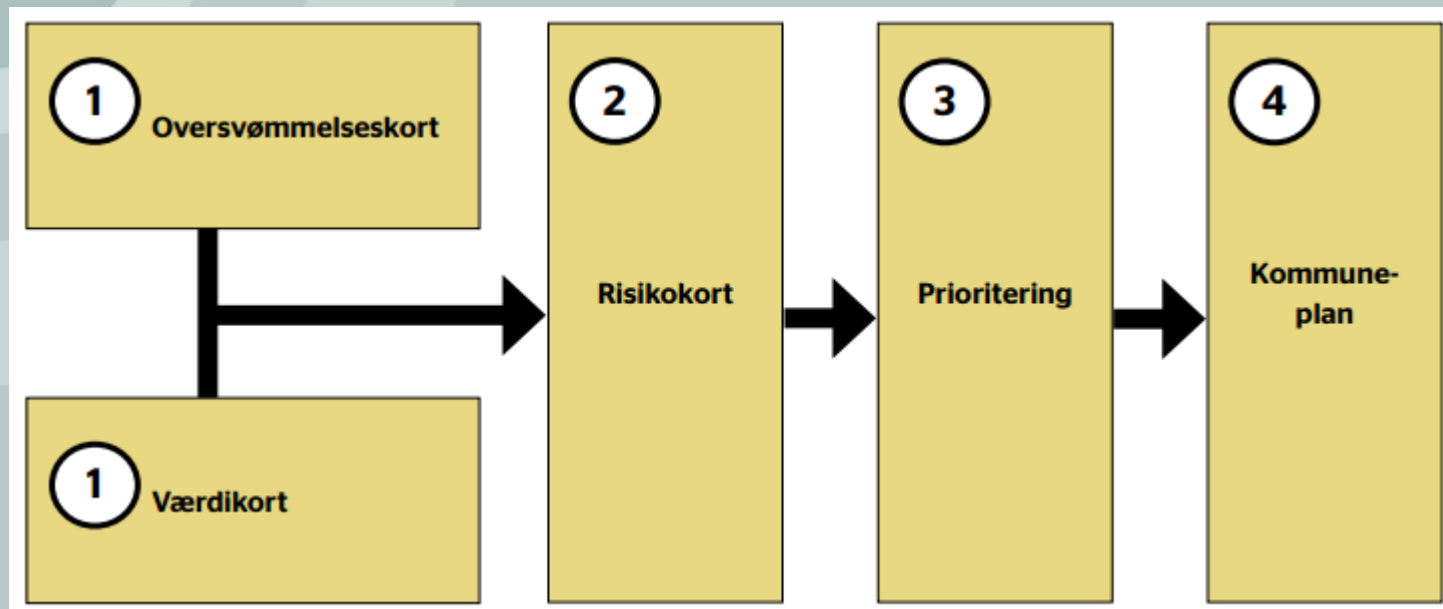 1
Oversvømmelseskort
1
Værdikort
2
Risikokort
3
Prioritering
4
Kommune-
plan